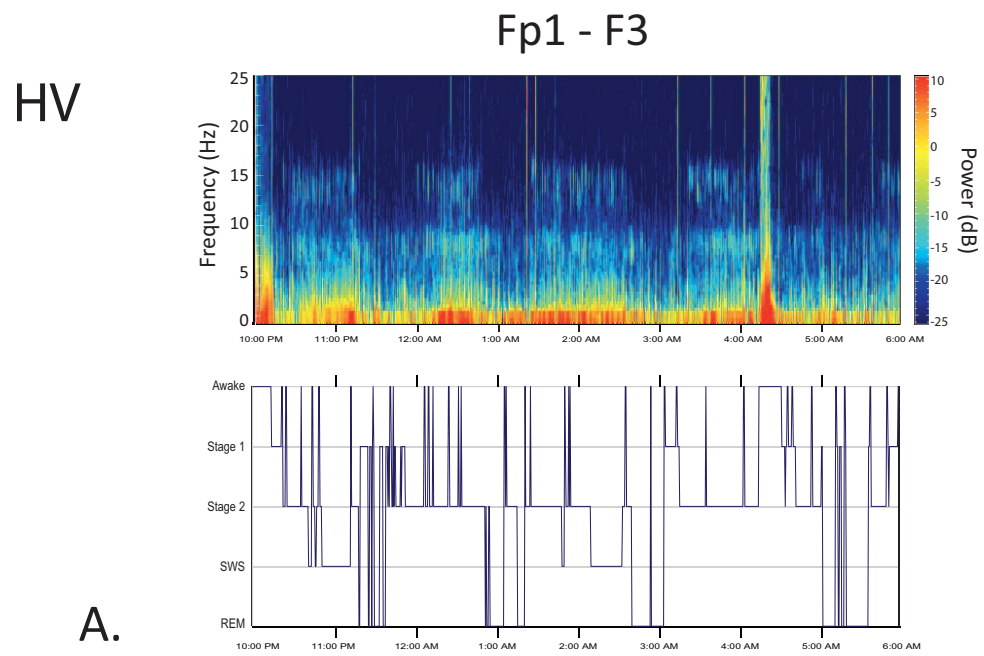 Fp1 - F3
HV
Frequency (Hz)
25
20
15
10
5
0
10:00 PM 11:00 PM 12:00 AM 1:00 AM 2:00 AM 3:00 AM 4:00 AM 5:00 AM 6:00 AM
10
5
0
-5
-10
-15
-20
-25
Power (dB)
Awake
Stage 1
Stage 2
SWS
REM
10:00 PM 11:00 PM 12:00 AM 1:00 AM 2:00 AM 3:00 AM 4:00 AM 5:00 AM 6:00 AM
A.